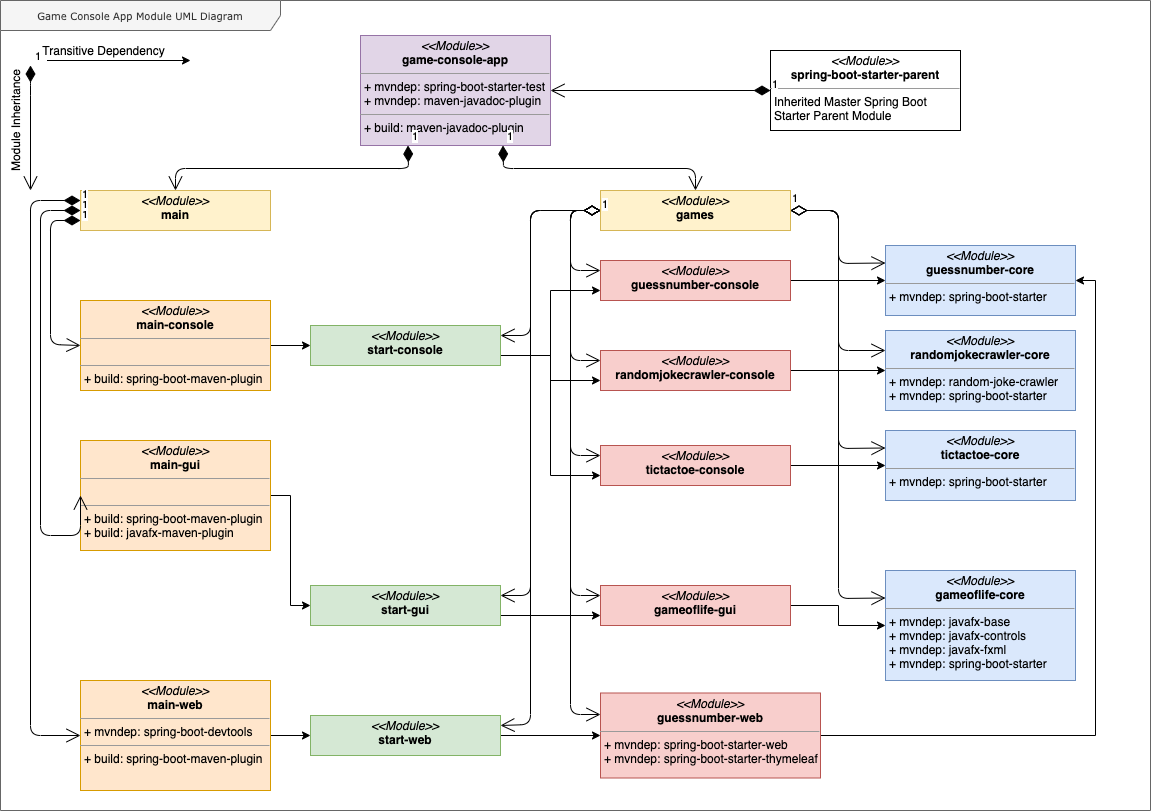 Game Console App Module UML Diagram
1
Transitive Dependency
Module Inheritance
<<Module>>
game-console-app
+ mvndep: spring-boot-starter-test
+ mvndep: maven-javadoc-plugin
+ build: maven-javadoc-plugin
1
1
<<Module>>
spring-boot-starter-parent
1
Inherited Master Spring Boot
Starter Parent Module
1
1
1
<<Module>>
main
1
<<Module>>
games
1
<<Module>>
guessnumber-console
<<Module>>
guessnumber-core
+ mvndep: spring-boot-starter
<<Module>>
main-console
+ build: spring-boot-maven-plugin
<<Module>>
start-console
<<Module>>
randomjokecrawler-console
<<Module>>
randomjokecrawler-core
+ mvndep: random-joke-crawler
+ mvndep: spring-boot-starter
<<Module>>
main-gui
+ build: spring-boot-maven-plugin
+ build: javafx-maven-plugin
<<Module>>
tictactoe-console
<<Module>>
tictactoe-core
+ mvndep: spring-boot-starter
<<Module>>
start-gui
<<Module>>
gameoflife-gui
<<Module>>
gameoflife-core
+ mvndep: javafx-base
+ mvndep: javafx-controls
+ mvndep: javafx-fxml
+ mvndep: spring-boot-starter
<<Module>>
main-web
+ mvndep: spring-boot-devtools
+ build: spring-boot-maven-plugin
<<Module>>
start-web
<<Module>>
guessnumber-web
+ mvndep: spring-boot-starter-web
+ mvndep: spring-boot-starter-thymeleaf